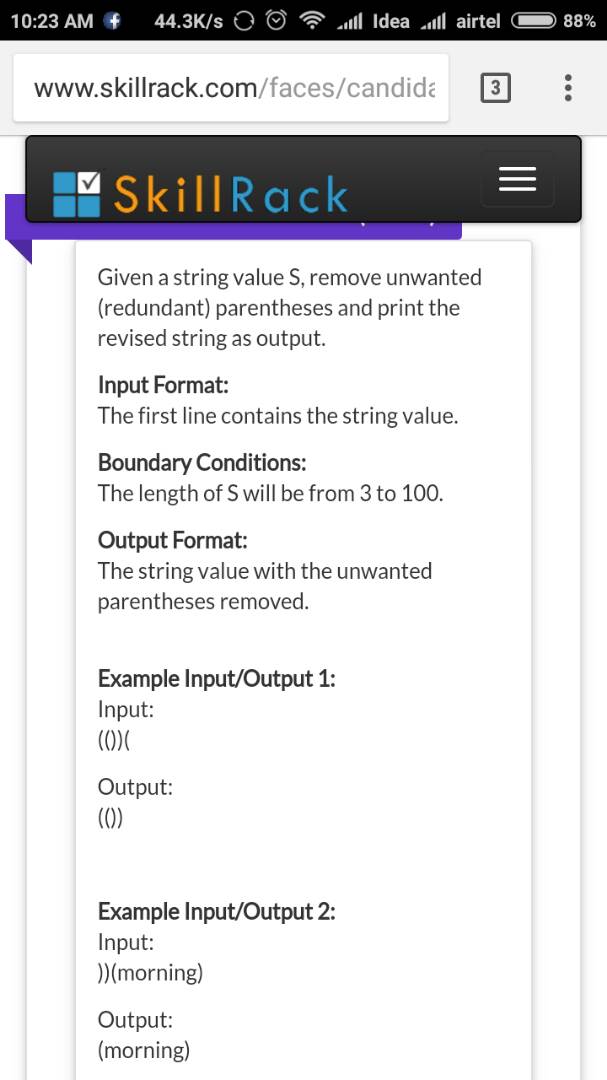 10:23 AM 44.3K/s Idea airtel 88%
www.skillrack.com/faces/candida
3
SkillRack
Given a string value S, remove unwanted
(redundant) parentheses and print the
revised string as output.
Input Format:
The first line contains the string value.
Boundary Conditions:
The length of S will be from 3 to 100.
Output Format:
The string value with the unwanted
parentheses removed.
Example Input/Output 1:
Input:
(())(
Output:
(())
Example Input/Output 2:
Input:
))(morning)
Output:
(morning)